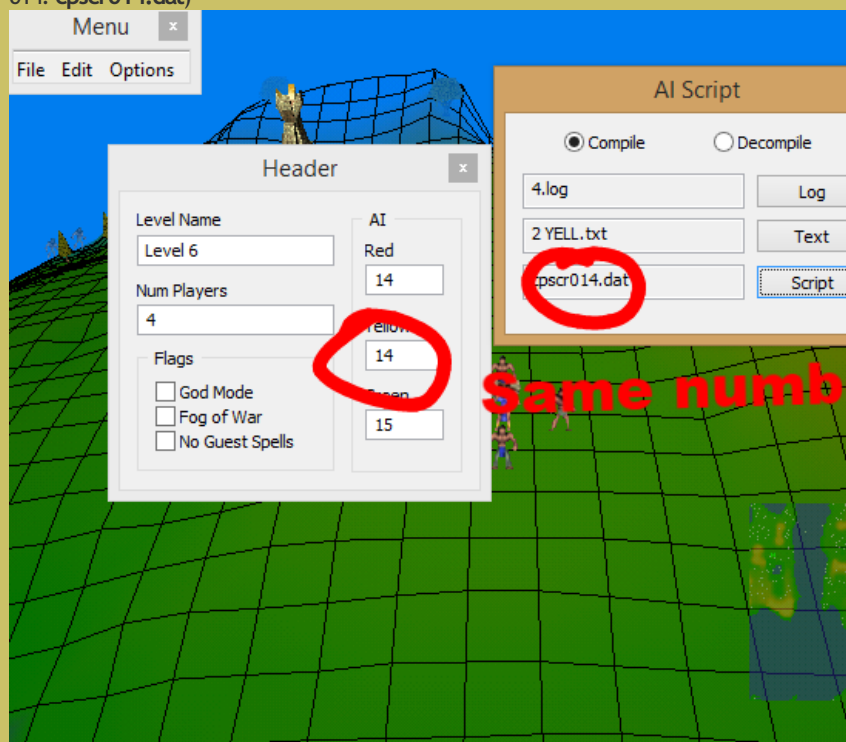 Menu
x
File Edit Options
AI Script
Compile
Decompile
4.log
Log
2 YELL.txt
Text
cpscr014.dat
Script
Header
x
Level Name
Level 6
Num Players
4
Flags
God Mode
Fog of War
No Guest Spells
AI
Red
14
Yellow
14
Green
15
Same numb